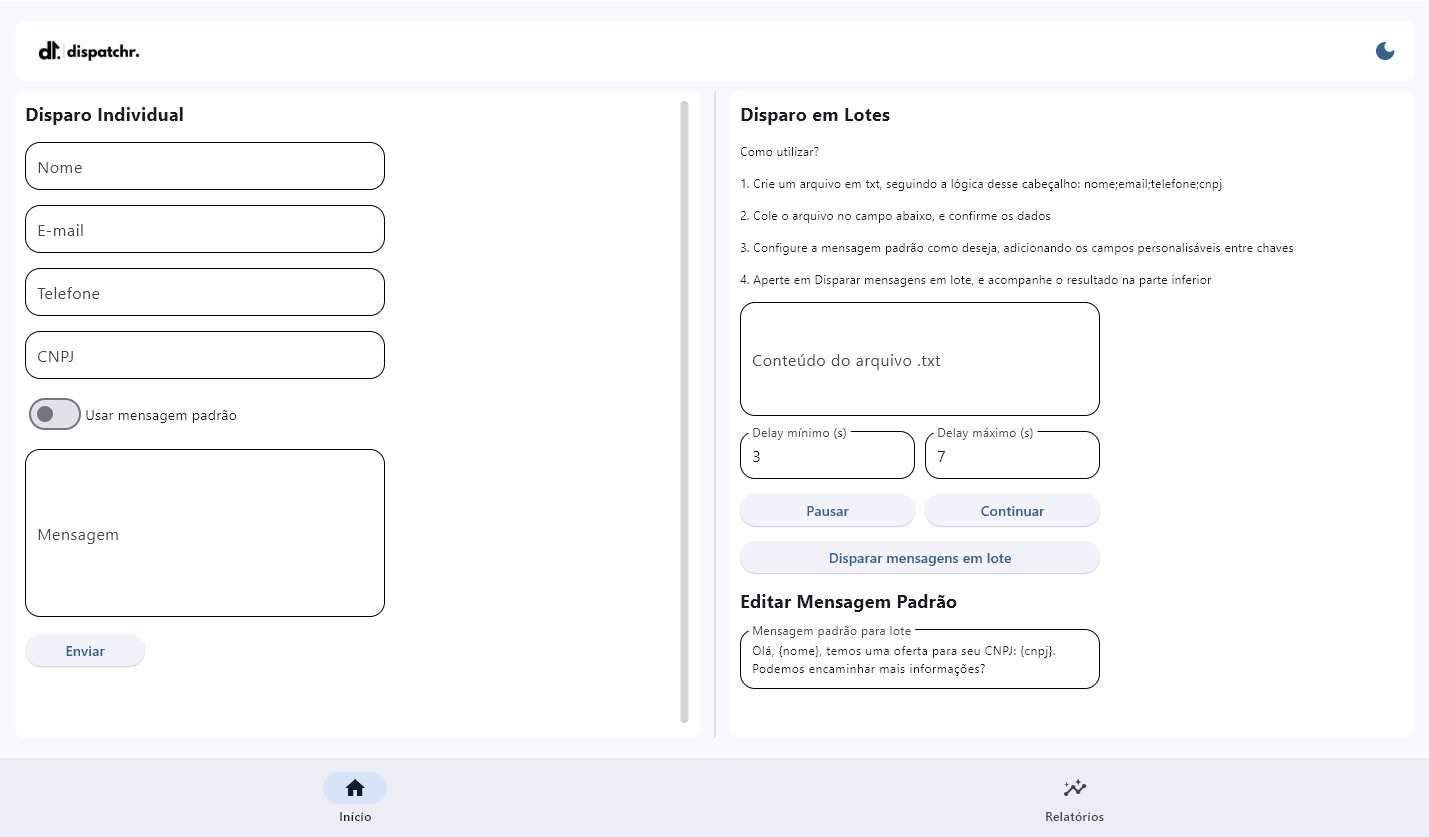 dt. dispatchr.
Disparo Individual
Nome
E-mail
Telefone
CNPJ
Usar mensagem padrão
Mensagem
Enviar
Disparo em Lotes
Como utilizar?
1. Crie um arquivo em txt, seguindo a lógica desse cabeçalho: nome;email;telefone;cnpj
2. Cole o arquivo no campo abaixo, e confirme os dados
3. Configure a mensagem padrão como deseja, adicionando os campos personalisáveis entre chaves
4. Aperte em Disparar mensagens em lote, e acompanhe o resultado na parte inferior
Conteúdo do arquivo .txt
Delay mínimo (s)
3
Delay máximo (s)
7
Pausar
Continuar
Disparar mensagens em lote
Editar Mensagem Padrão
Mensagem padrão para lote
Olá, {nome}, temos uma oferta para seu CNPJ: {cnpj}.
Podemos encaminhar mais informações?
Início
Relatórios